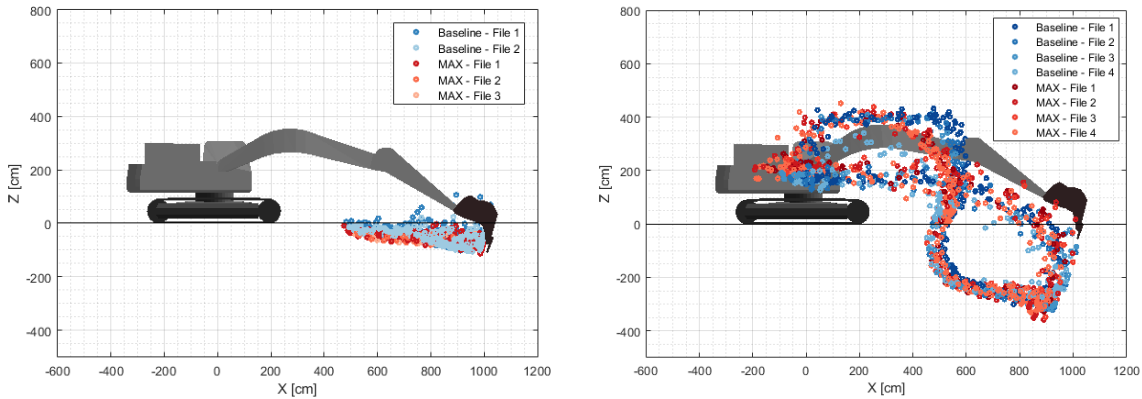 800
600
400
200
0
-200
-400
-600 -400 -200 0 200 400 600 800 1000 1200
X [cm]
Z [cm]
Baseline - File 1
Baseline - File 2
MAX - File 1
MAX - File 2
MAX - File 3
800
600
400
200
0
-200
-400
-600 -400 -200 0 200 400 600 800 1000 1200
X [cm]
Z [cm]
Baseline - File 1
Baseline - File 2
Baseline - File 3
Baseline - File 4
MAX - File 1
MAX - File 2
MAX - File 3
MAX - File 4